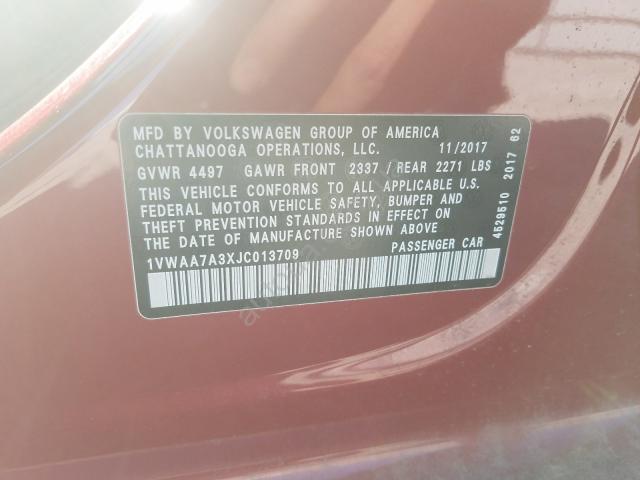 MFD BY VOLKSWAGEN GROUP OF AMERICA
CHATTANOOGA OPERATIONS, LLC. 11/2017
GVWR 4497 GAWR FRONT 2337 / REAR 2271 LBS
THIS VEHICLE CONFORMS TO ALL APPLICABLE U.S.
FEDERAL MOTOR VEHICLE SAFETY, BUMPER AND
THEFT PREVENTION STANDARDS IN EFFECT ON
THE DATE OF MANUFACTURE SHOWN ABOVE
1VWAA7A3XJC013709 PASSENGER CAR
4529510 2017 62